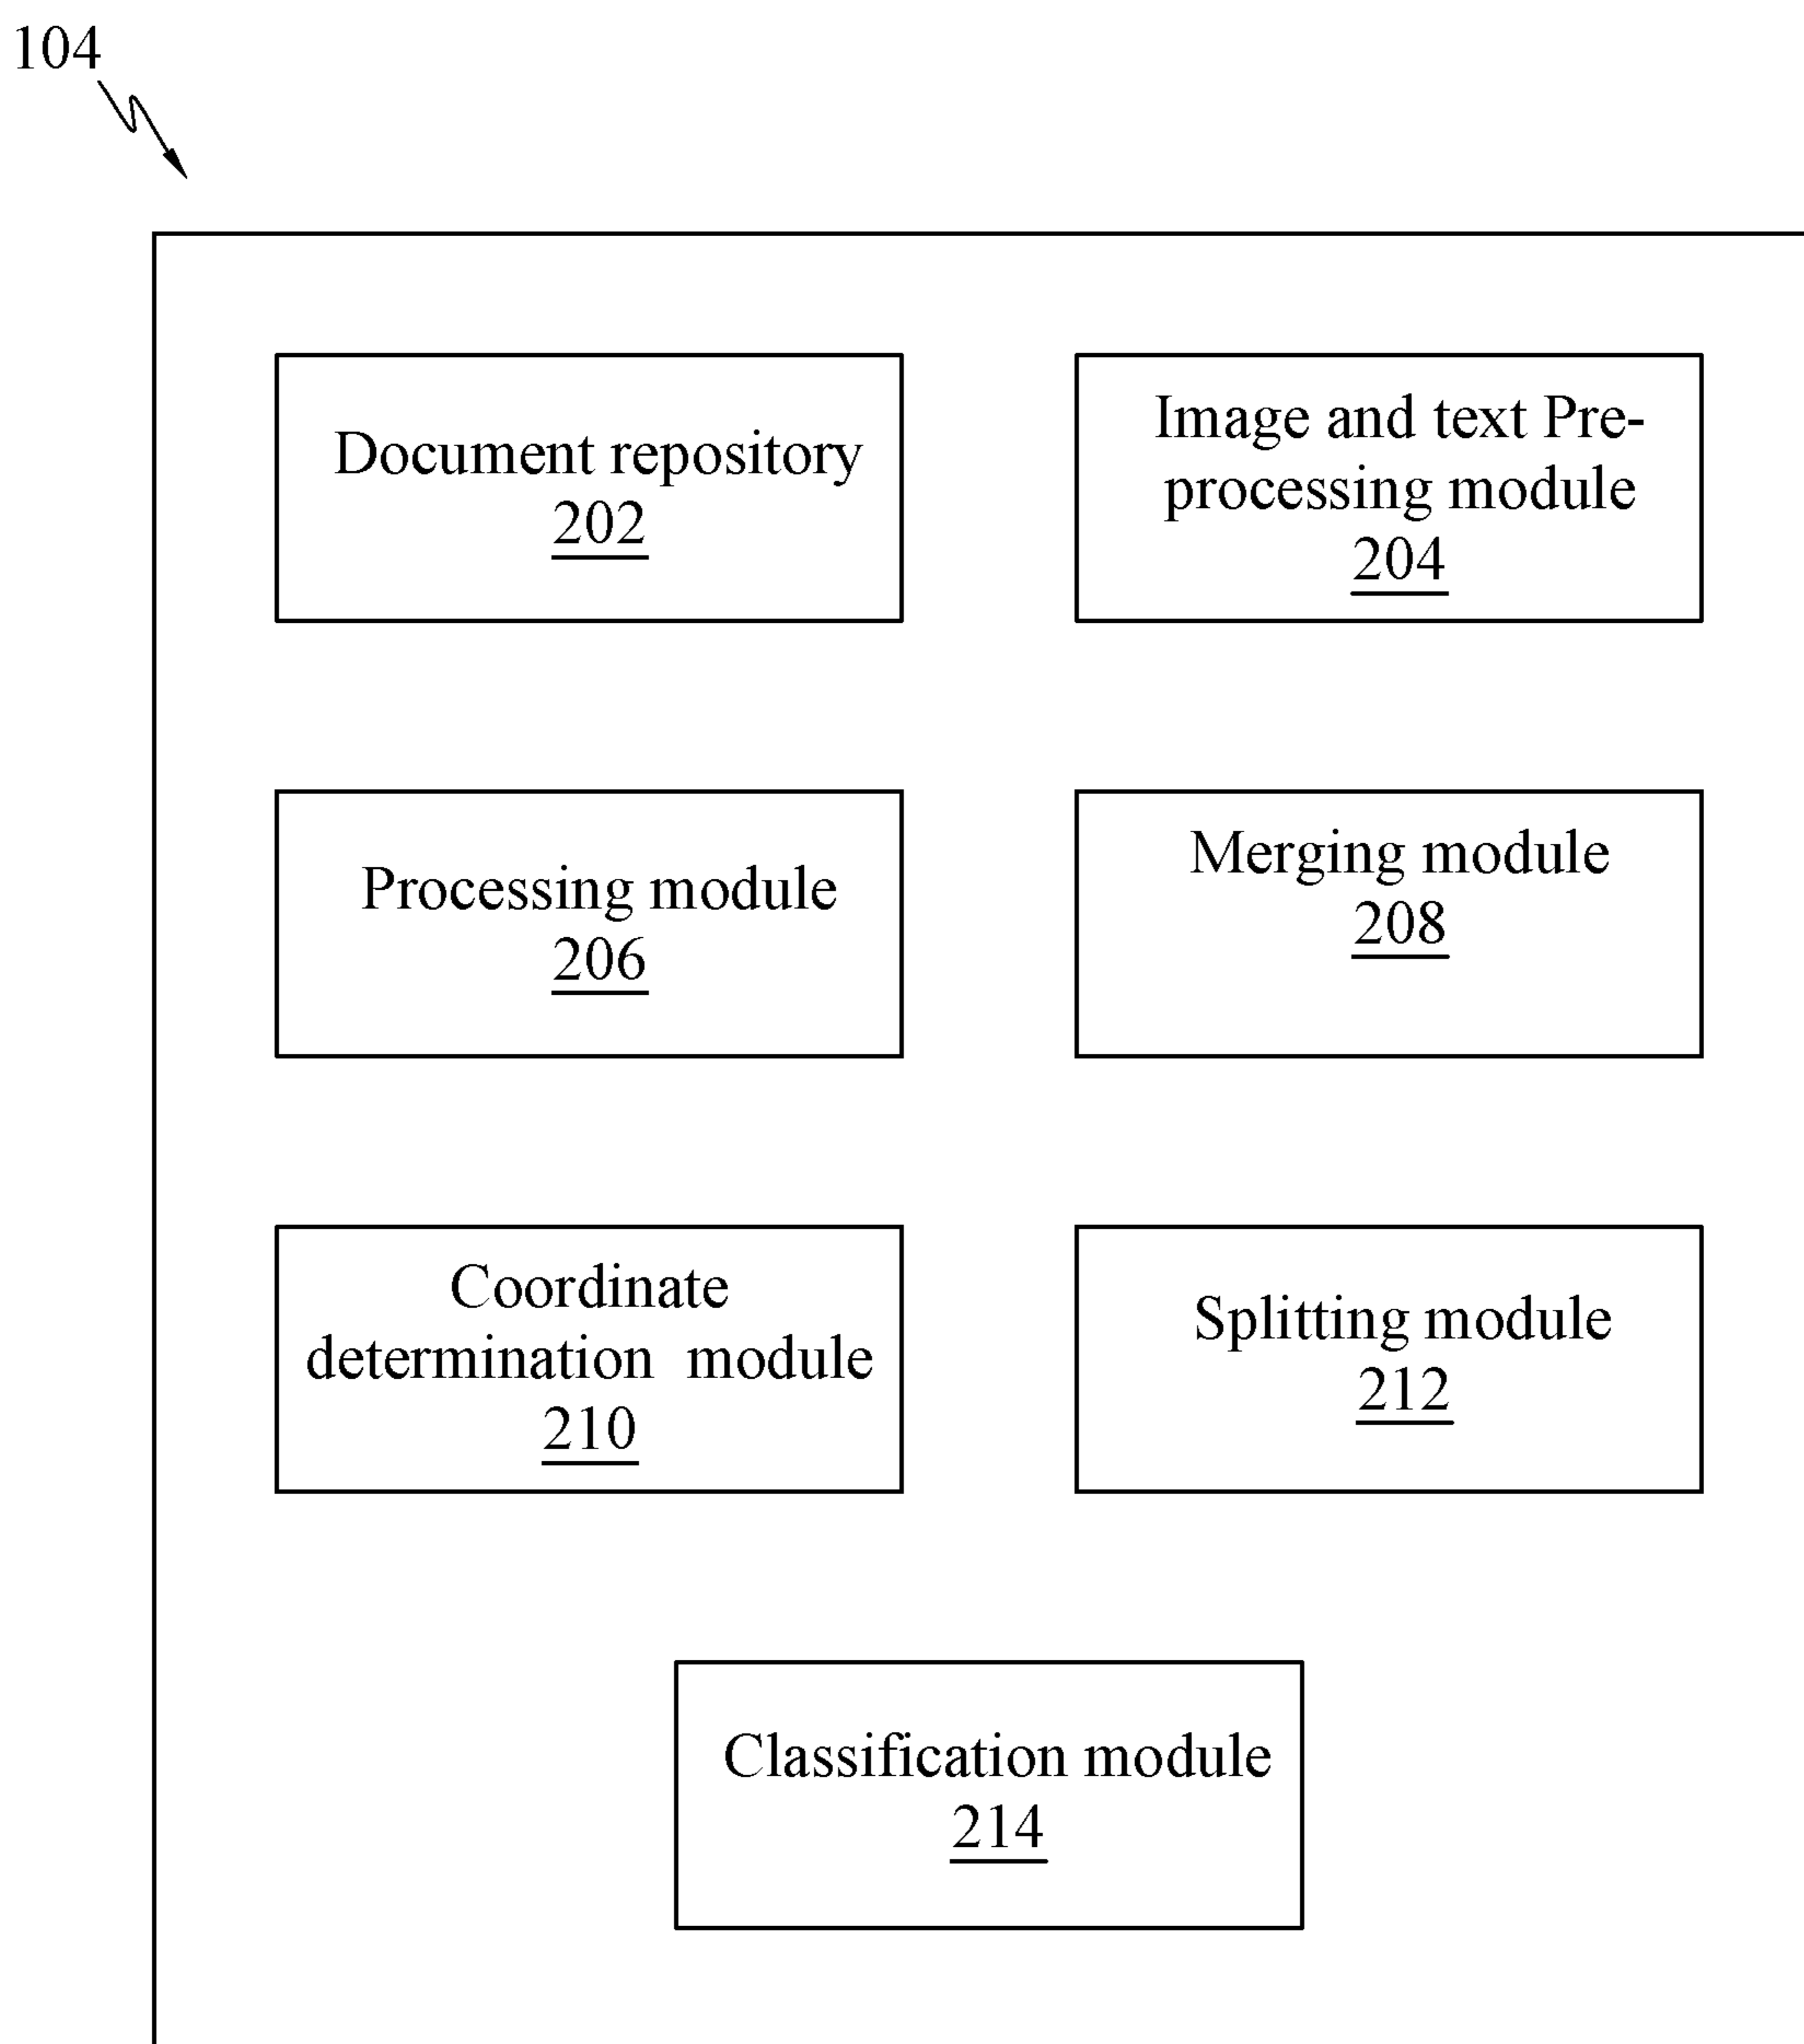 104
Document repository
202
Image and text Pre-
processing module
204
Processing module
206
Merging module
208
Coordinate
determination module
210
Splitting module
212
Classification module
214